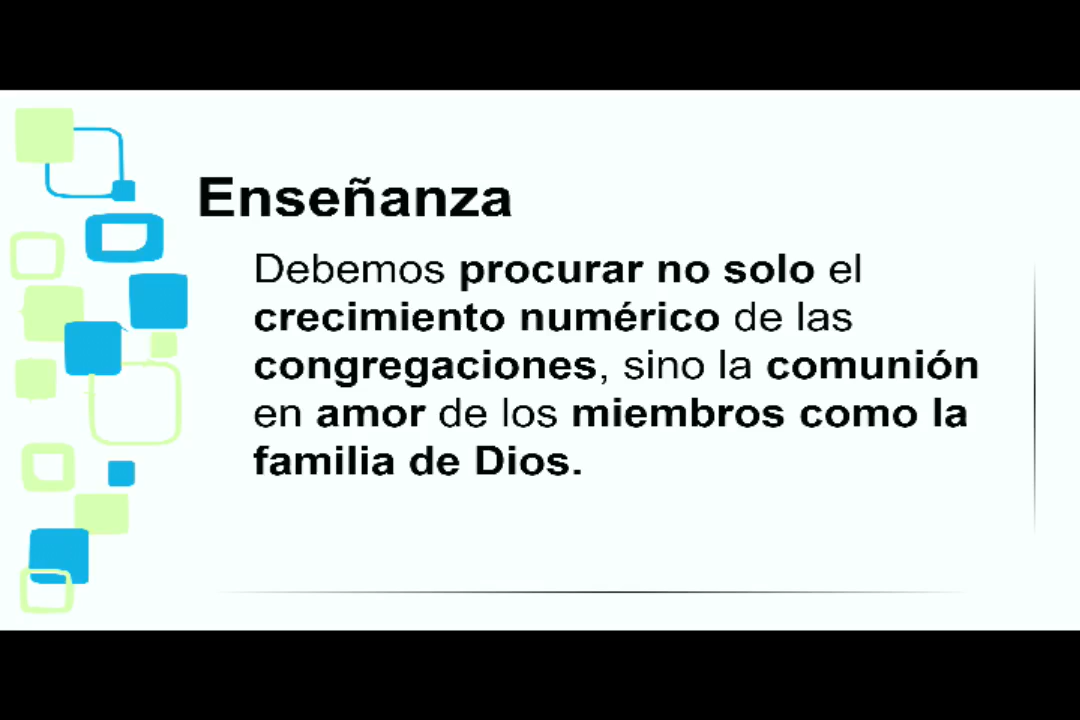 Enseñanza
Debemos procurar no solo el
crecimiento numérico de las
congregaciones, sino la comunión
en amor de los miembros como la
familia de Dios.